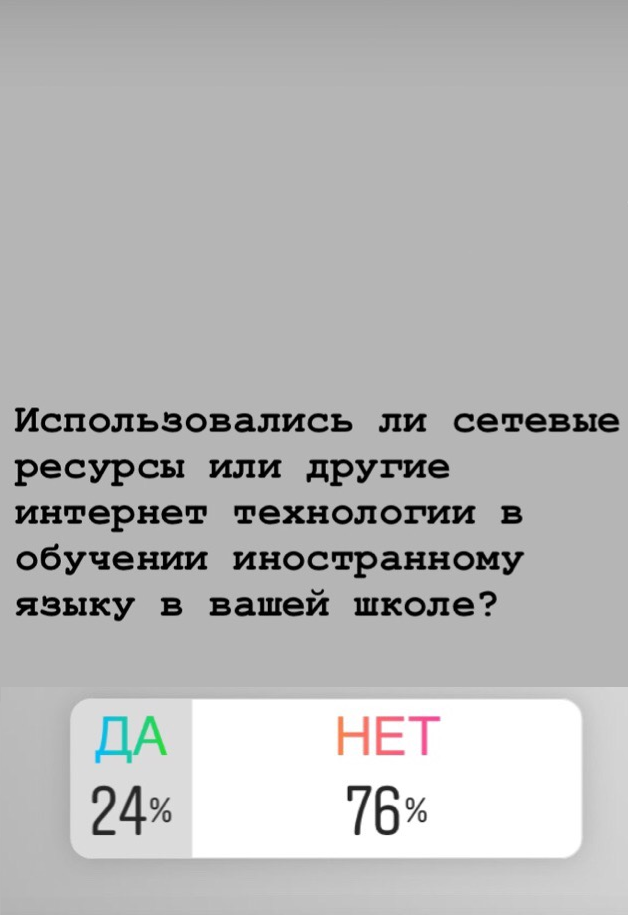 Использовались ли сетевые
ресурсы или другие
интернет технологии в
обучении иностранному
языку в вашей школе?
ДА НЕТ
24% 76%